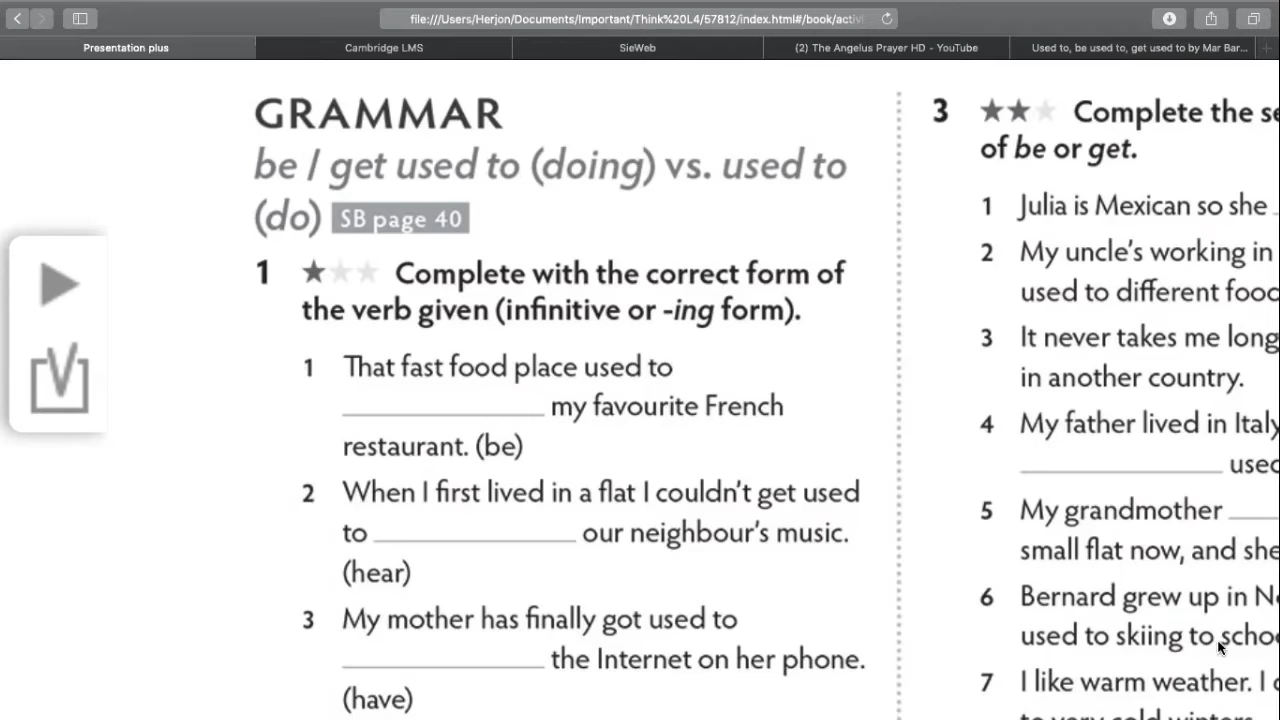 file:///Users/Herjon/Documents/Important/Think%20L4/57812/index.html#/book/activi
Presentation plus
Cambridge LMS
SieWeb
(2) The Angelus Prayer HD - YouTube
Used to, be used to, get used to by Mar Bar...
GRAMMAR
be / get used to (doing) vs. used to
(do) SB page 40
1 Complete with the correct form of
the verb given (infinitive or -ing form).
1 That fast food place used to
my favourite French
restaurant. (be)
2 When I first lived in a flat I couldn't get used
to our neighbour's music.
(hear)
3 My mother has finally got used to
the Internet on her phone.
(have)
3 Complete the se
of be or get.
1 Julia is Mexican so she
2 My uncle's working in
used to different food
3 It never takes me long
in another country.
4 My father lived in Italy
used
5 My grandmother
small flat now, and she
6 Bernard grew up in No
used to skiing to schoo
7 I like warm weather. I
to very cold winters.